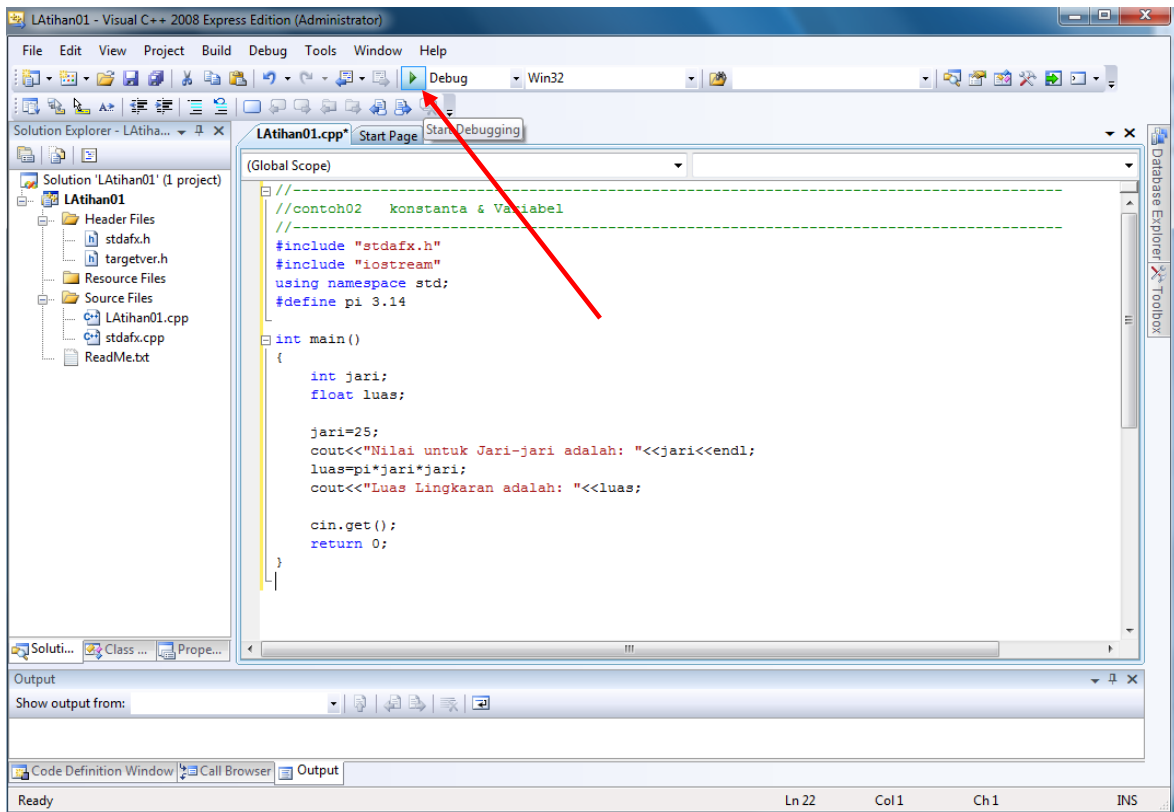 LAtihan01 - Visual C++ 2008 Express Edition (Administrator)
File Edit View Project Build Debug Tools Window Help
Debug Win32
Solution Explorer - LAtiha...
LAtihan01.cpp* Start Page Start Debugging
(Global Scope)
Solution 'LAtihan01' (1 project)
LAtihan01
Header Files
stdafx.h
targetver.h
Resource Files
Source Files
LAtihan01.cpp
stdafx.cpp
ReadMe.txt
//--------------------------------------------------------------------------------------
//contoh02 konstanta & Variabel
//--------------------------------------------------------------------------------------
#include "stdafx.h"
#include "iostream"
using namespace std;
#define pi 3.14
int main()
{
int jari;
float luas;
jari=25;
cout<<"Nilai untuk Jari-jari adalah: "<<jari<<endl;
luas=pi*jari*jari;
cout<<"Luas Lingkaran adalah: "<<luas;
cin.get();
return 0;
}
Database Explorer
Toolbox
Soluti... Class ... Prope...
Output
Show output from:
Code Definition Window Call Browser Output
Ready Ln 22 Col 1 Ch 1 INS